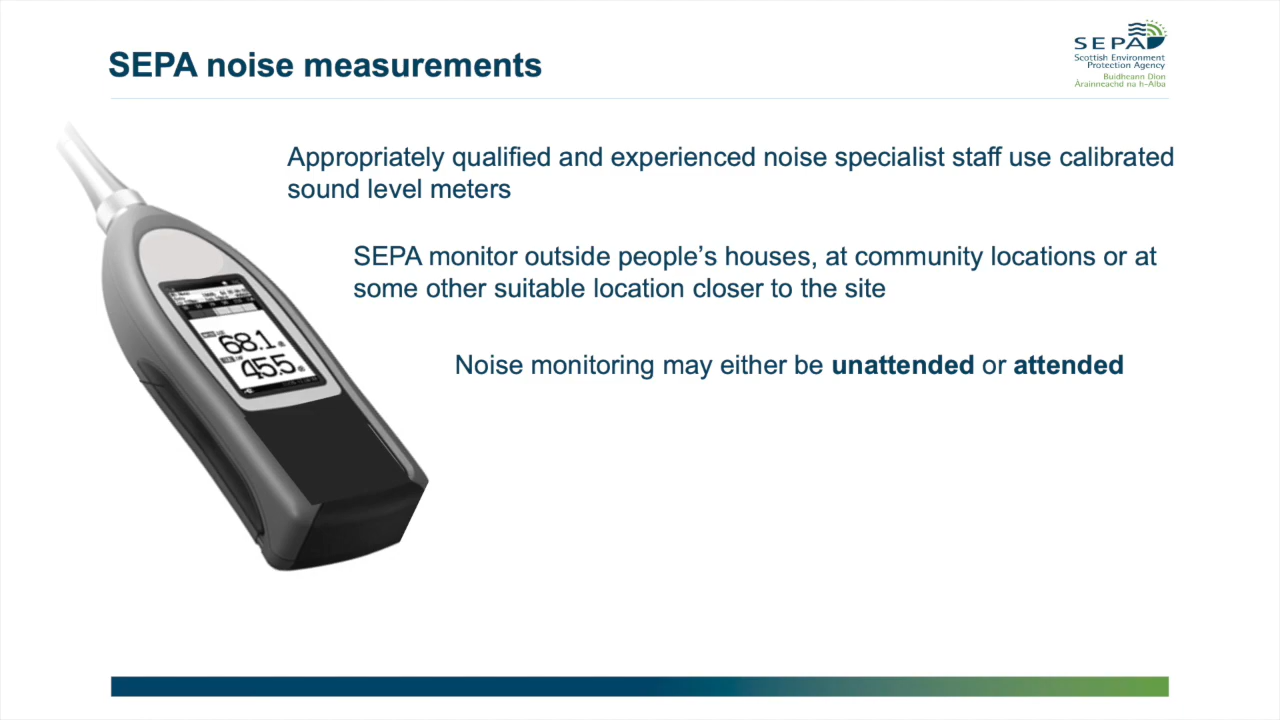 SEPA noise measurements
SEPA
Scottish Environment
Protection Agency
Buidheann Dìon
Àrainneachd na h-Alba
Appropriately qualified and experienced noise specialist staff use calibrated
sound level meters
SEPA monitor outside people’s houses, at community locations or at
some other suitable location closer to the site
Noise monitoring may either be unattended or attended
68.1 dB
45.5 dB